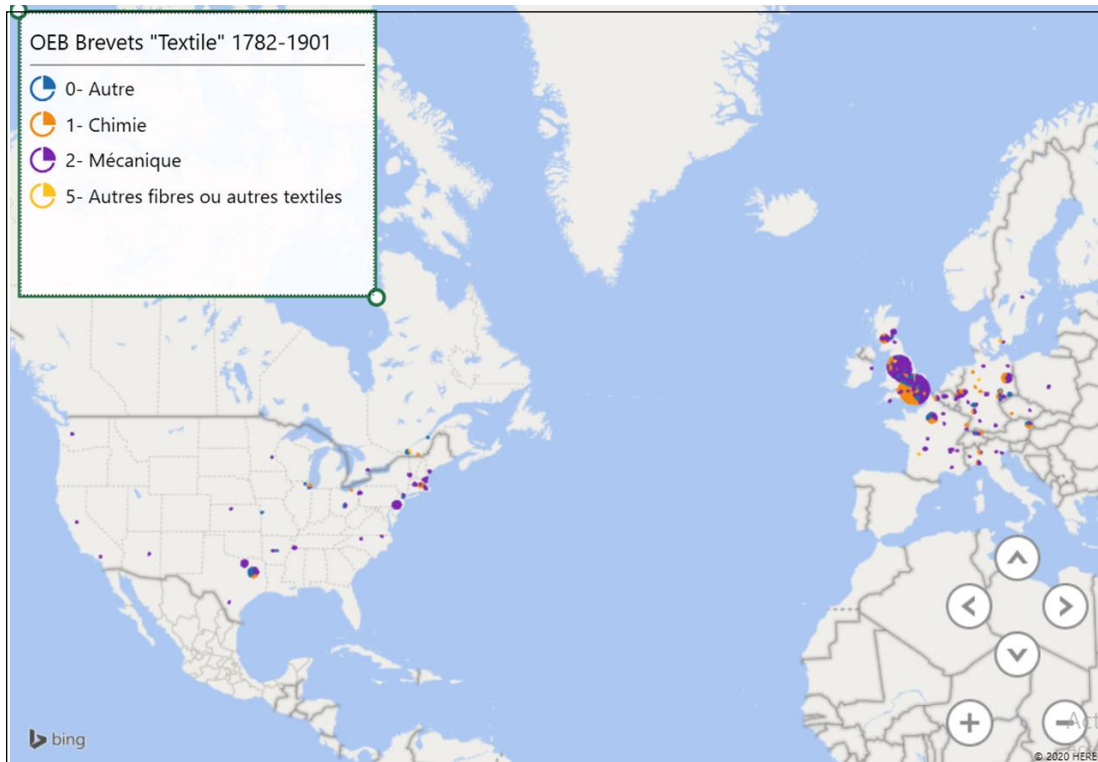 OEB Brevets "Textile" 1782-1901
0- Autre
1- Chimie
2- Mécanique
5- Autres fibres ou autres textiles
bing
Act
© 2020 HERE